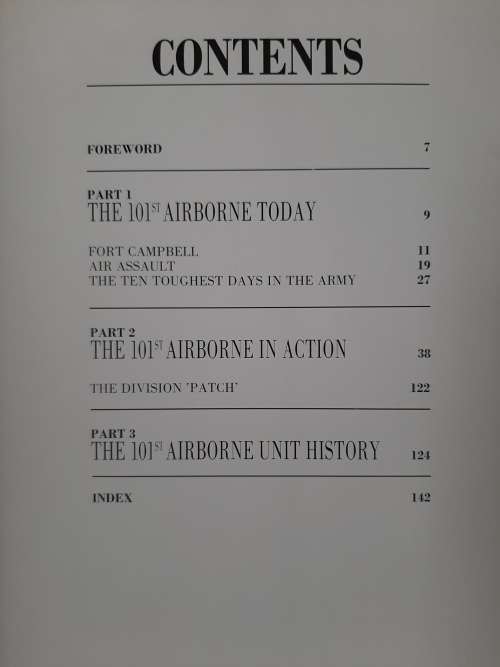 CONTENTS
FOREWORD 7
PART 1
THE 101ST AIRBORNE TODAY 9
FORT CAMPBELL 11
AIR ASSAULT 19
THE TEN TOUGHEST DAYS IN THE ARMY 27
PART 2
THE 101ST AIRBORNE IN ACTION 38
THE DIVISION 'PATCH' 122
PART 3
THE 101ST AIRBORNE UNIT HISTORY 124
INDEX 142